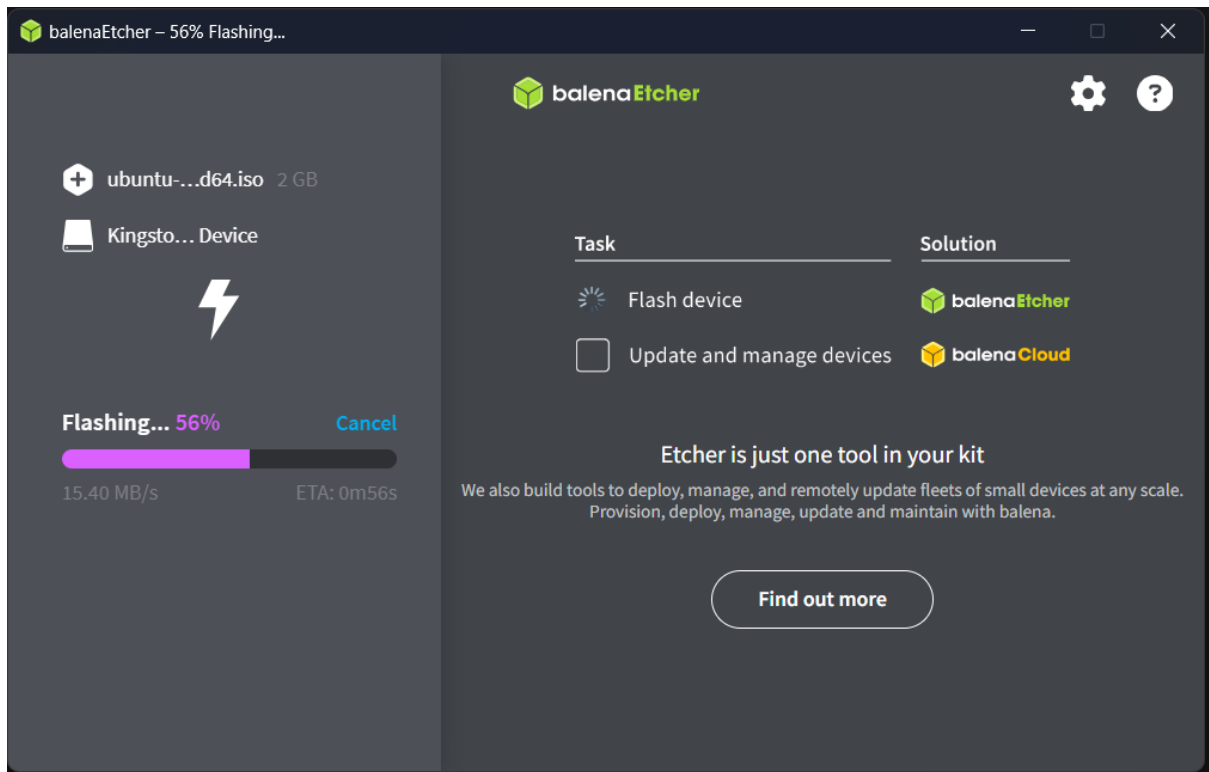 balenaEtcher – 56% Flashing...
balenaEtcher
?
ubuntu-...d64.iso 2 GB
Kingsto... Device
Flashing... 56% Cancel
15.40 MB/s ETA: 0m56s
Task Solution
Flash device balenaEtcher
Update and manage devices balenaCloud
Etcher is just one tool in your kit
We also build tools to deploy, manage, and remotely update fleets of small devices at any scale.
Provision, deploy, manage, update and maintain with balena.
Find out more